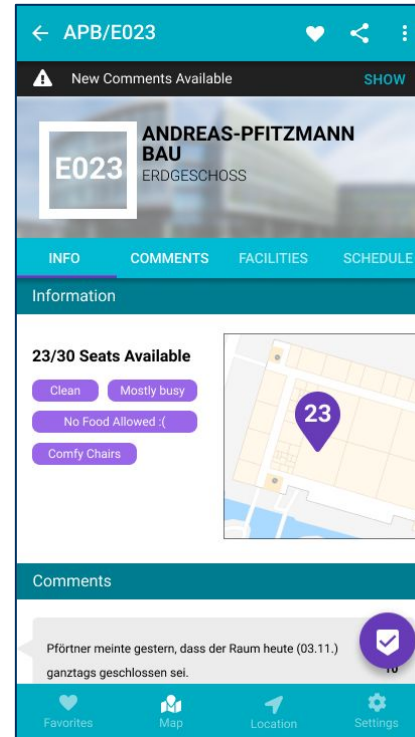 APB/E023
New Comments Available SHOW
E023
ANDREAS-PFITZMANN
BAU
ERDGESCHOSS
INFO COMMENTS FACILITIES SCHEDULE
Information
23/30 Seats Available
Clean Mostly busy
No Food Allowed :(
Comfy Chairs
23
Comments
Pförtner meinte gestern, dass der Raum heute (03.11.)
ganztags geschlossen sei.
Favorites Map Location Settings